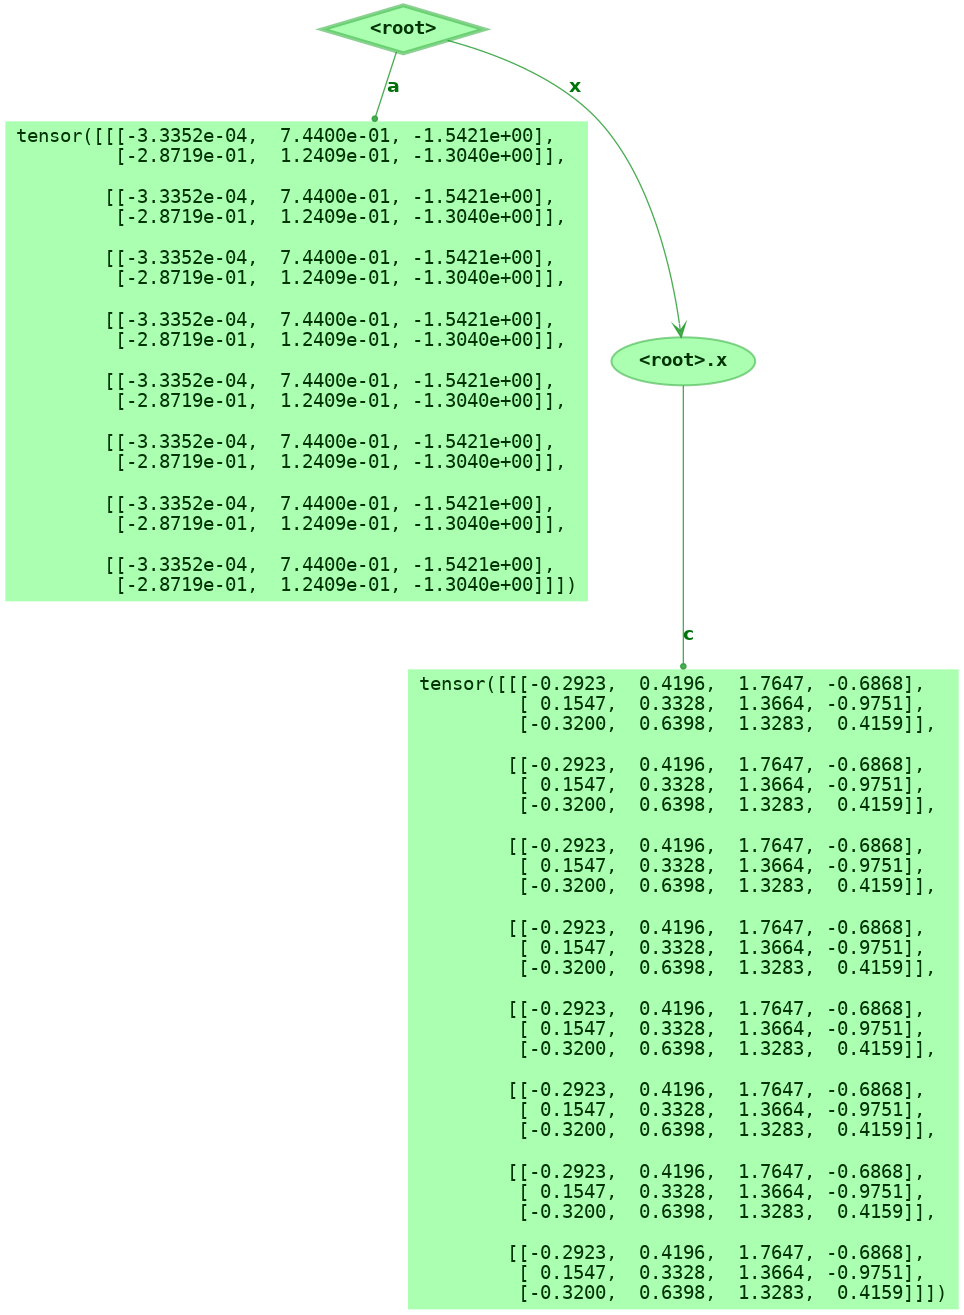 <root>
a
x
tensor([[[-3.3352e-04,  7.4400e-01, -1.5421e+00],
         [-2.8719e-01,  1.2409e-01, -1.3040e+00]],

        [[-3.3352e-04,  7.4400e-01, -1.5421e+00],
         [-2.8719e-01,  1.2409e-01, -1.3040e+00]],

        [[-3.3352e-04,  7.4400e-01, -1.5421e+00],
         [-2.8719e-01,  1.2409e-01, -1.3040e+00]],

        [[-3.3352e-04,  7.4400e-01, -1.5421e+00],
         [-2.8719e-01,  1.2409e-01, -1.3040e+00]],

        [[-3.3352e-04,  7.4400e-01, -1.5421e+00],
         [-2.8719e-01,  1.2409e-01, -1.3040e+00]],

        [[-3.3352e-04,  7.4400e-01, -1.5421e+00],
         [-2.8719e-01,  1.2409e-01, -1.3040e+00]],

        [[-3.3352e-04,  7.4400e-01, -1.5421e+00],
         [-2.8719e-01,  1.2409e-01, -1.3040e+00]],

        [[-3.3352e-04,  7.4400e-01, -1.5421e+00],
         [-2.8719e-01,  1.2409e-01, -1.3040e+00]]])
<root>.x
c
tensor([[[-0.2923,  0.4196,  1.7647, -0.6868],
         [ 0.1547,  0.3328,  1.3664, -0.9751],
         [-0.3200,  0.6398,  1.3283,  0.4159]],

        [[-0.2923,  0.4196,  1.7647, -0.6868],
         [ 0.1547,  0.3328,  1.3664, -0.9751],
         [-0.3200,  0.6398,  1.3283,  0.4159]],

        [[-0.2923,  0.4196,  1.7647, -0.6868],
         [ 0.1547,  0.3328,  1.3664, -0.9751],
         [-0.3200,  0.6398,  1.3283,  0.4159]],

        [[-0.2923,  0.4196,  1.7647, -0.6868],
         [ 0.1547,  0.3328,  1.3664, -0.9751],
         [-0.3200,  0.6398,  1.3283,  0.4159]],

        [[-0.2923,  0.4196,  1.7647, -0.6868],
         [ 0.1547,  0.3328,  1.3664, -0.9751],
         [-0.3200,  0.6398,  1.3283,  0.4159]],

        [[-0.2923,  0.4196,  1.7647, -0.6868],
         [ 0.1547,  0.3328,  1.3664, -0.9751],
         [-0.3200,  0.6398,  1.3283,  0.4159]],

        [[-0.2923,  0.4196,  1.7647, -0.6868],
         [ 0.1547,  0.3328,  1.3664, -0.9751],
         [-0.3200,  0.6398,  1.3283,  0.4159]],

        [[-0.2923,  0.4196,  1.7647, -0.6868],
         [ 0.1547,  0.3328,  1.3664, -0.9751],
         [-0.3200,  0.6398,  1.3283,  0.4159]]])